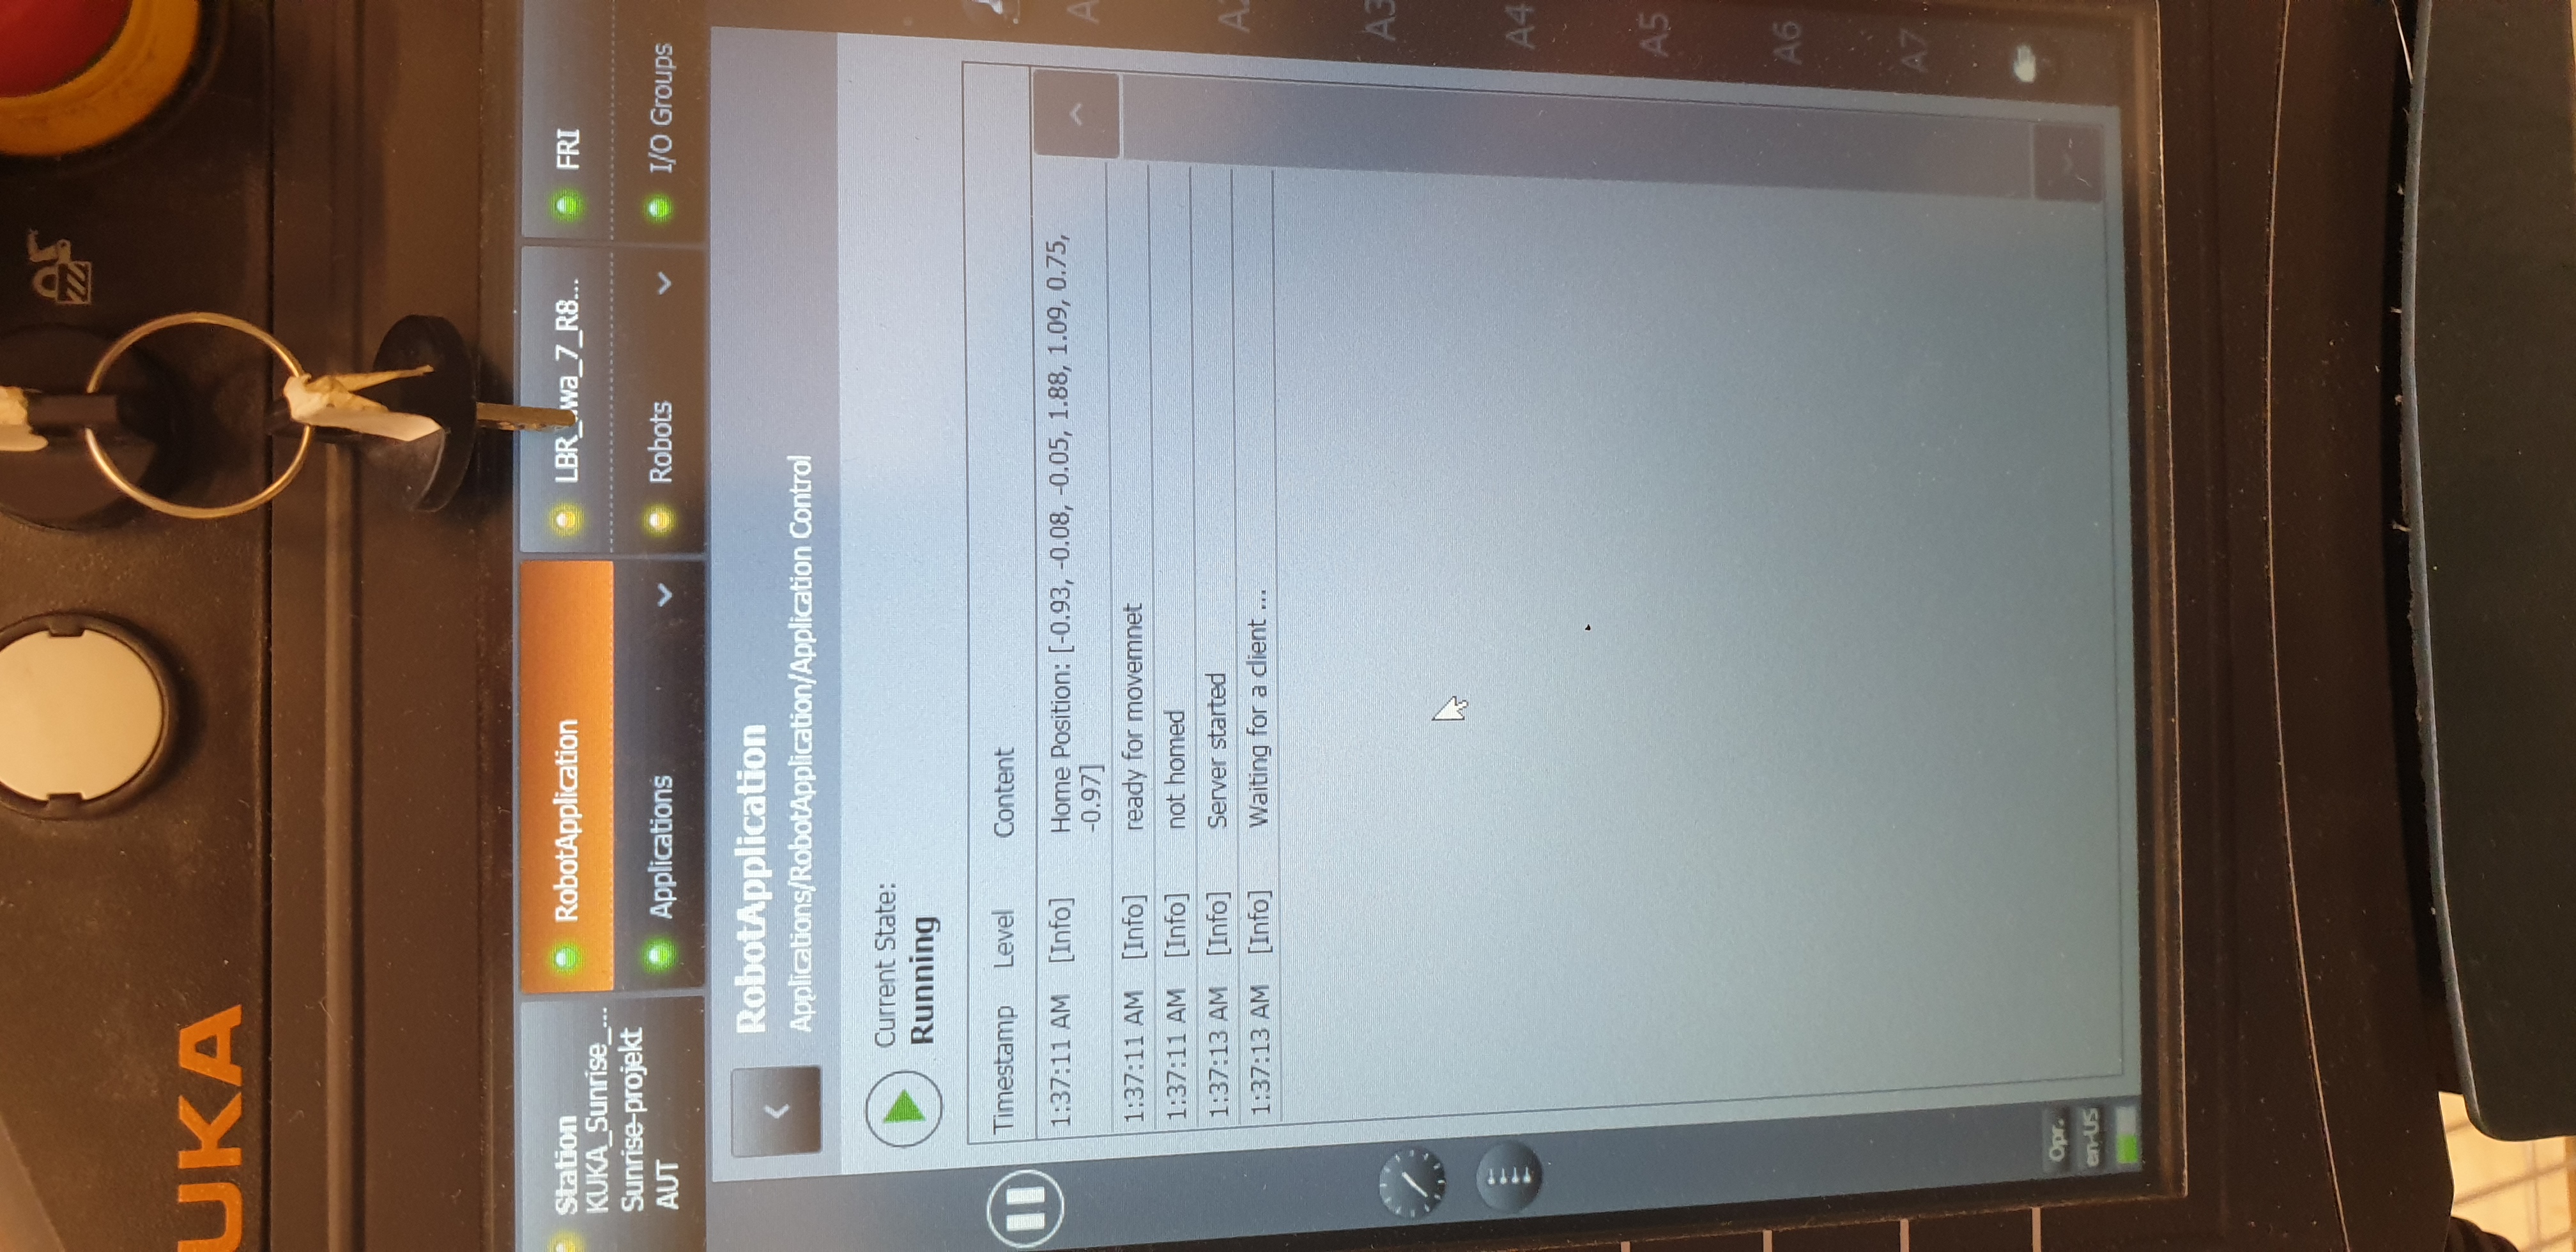 UKA
Station
KUKA_Sunrise_...
Sunrise-projekt
AUT
RobotApplication
Applications
LBR_ wa_7_R8...
Robots
FRI
I/O Groups
RobotApplication
Applications/RobotApplication/Application Control
Current State:
Running
Timestamp Level Content
1:37:11 AM [Info] Home Position: [-0.93, -0.08, -0.05, 1.88, 1.09, 0.75,
-0.97]
1:37:11 AM [Info] ready for movemnet
1:37:11 AM [Info] not homed
1:37:13 AM [Info] Server started
1:37:13 AM [Info] Waiting for a client ...
A3
A4
A5
A6
A7
Opr.
en-US